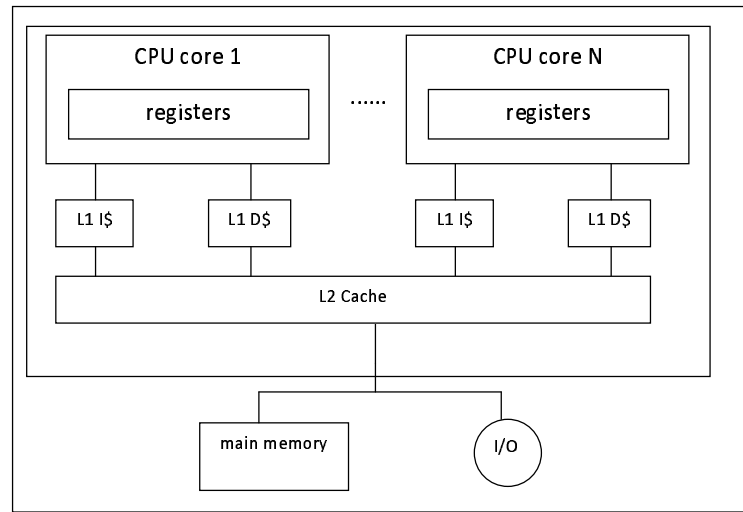 CPU core 1
registers
......
CPU core N
registers
L1 I$
L1 D$
L1 I$
L1 D$
L2 Cache
main memory
I/O